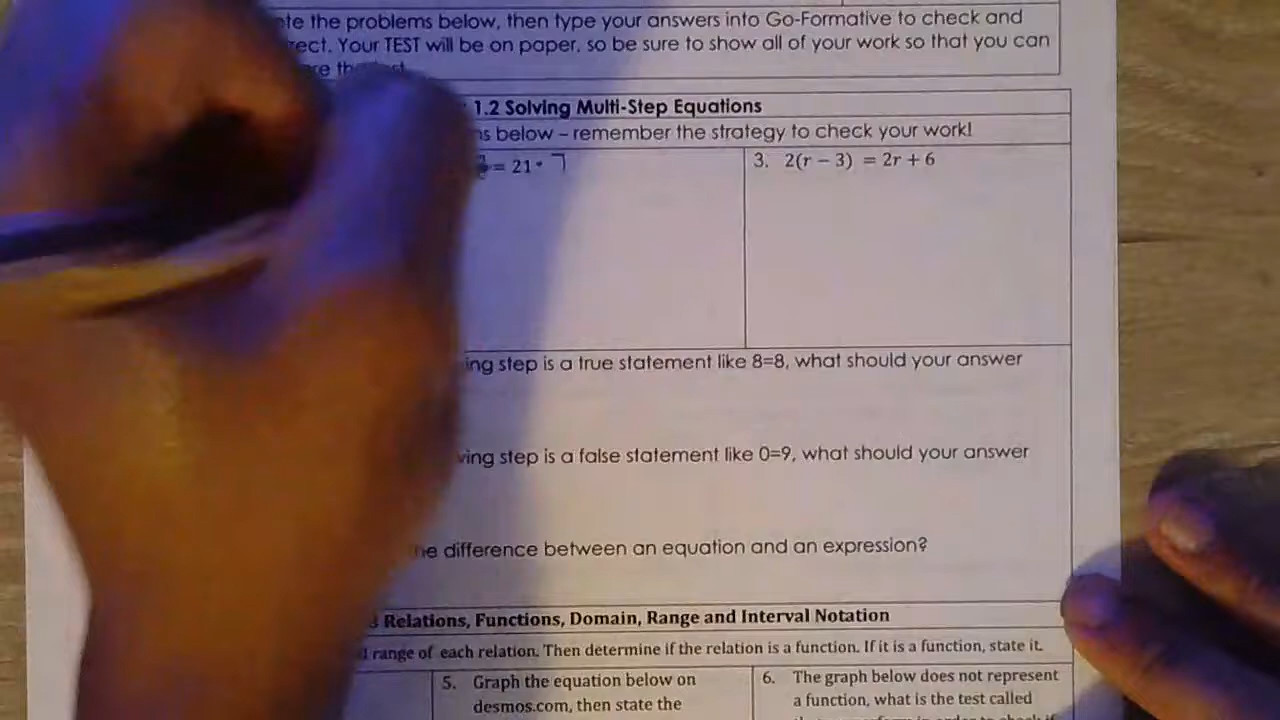 te the problems below, then type your answers into Go-Formative to check and
rect. Your TEST will be on paper, so be sure to show all of your work so that you can
1.2 Solving Multi-Step Equations
below – remember the strategy to check your work!
= 21 · 7
3. 2(r − 3) = 2r + 6
ing step is a true statement like 8=8, what should your answer
ving step is a false statement like 0=9, what should your answer
he difference between an equation and an expression?
Relations, Functions, Domain, Range and Interval Notation
range of each relation. Then determine if the relation is a function. If it is a function, state it.
5. Graph the equation below on
desmos.com, then state the
6. The graph below does not represent
a function, what is the test called